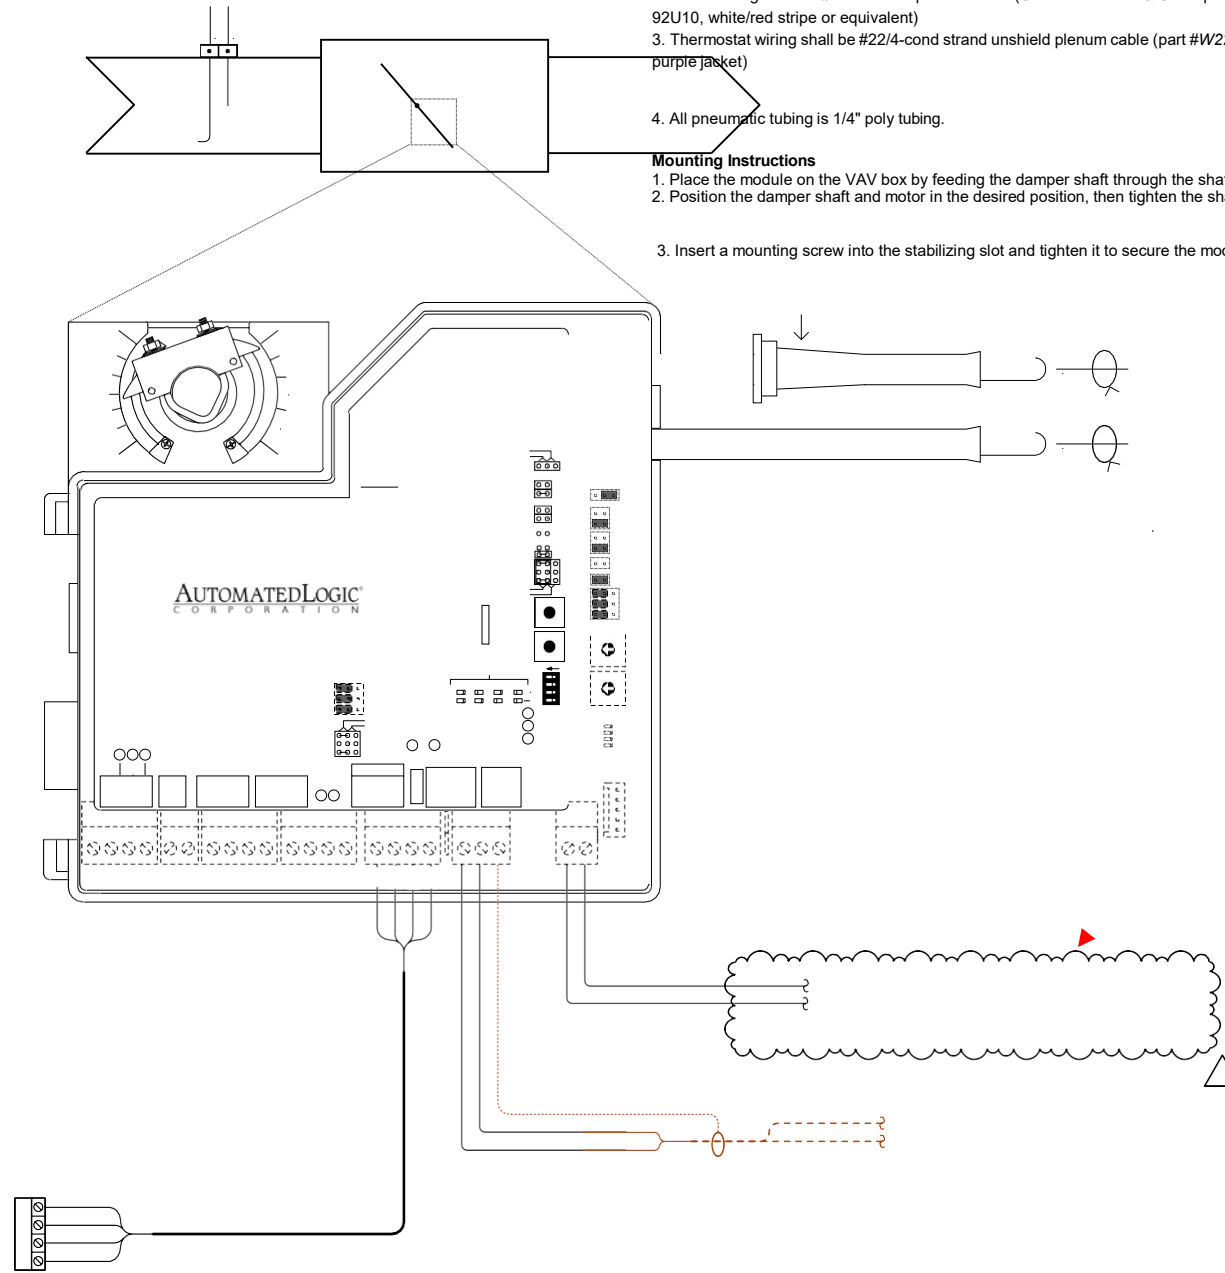 92U10, white/red stripe or equivalent)
3. Thermostat wiring shall be #22/4-cond strand unshield plenum cable (part #W22
purple jacket)
4. All pneumatic tubing is 1/4" poly tubing.
Mounting Instructions
1. Place the module on the VAV box by feeding the damper shaft through the sha
2. Position the damper shaft and motor in the desired position, then tighten the sh
3. Insert a mounting screw into the stabilizing slot and tighten it to secure the mod
AUTOMATEDLOGIC®
CORPORATION